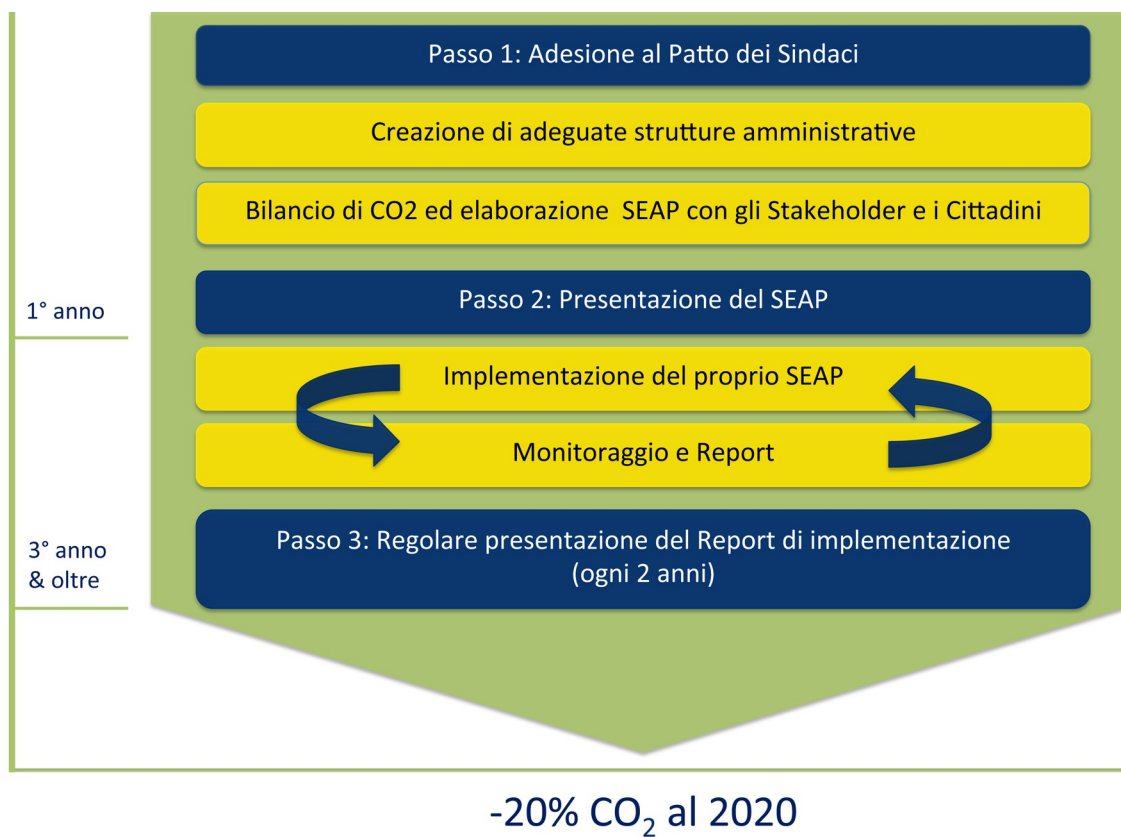 Passo 1: Adesione al Patto dei Sindaci
Creazione di adeguate strutture amministrative
Bilancio di CO2 ed elaborazione  SEAP con gli Stakeholder e i Cittadini
1° anno
Passo 2: Presentazione del SEAP
Implementazione del proprio SEAP
Monitoraggio e Report
3° anno
& oltre
Passo 3: Regolare presentazione del Report di implementazione
(ogni 2 anni)
-20% CO₂ al 2020